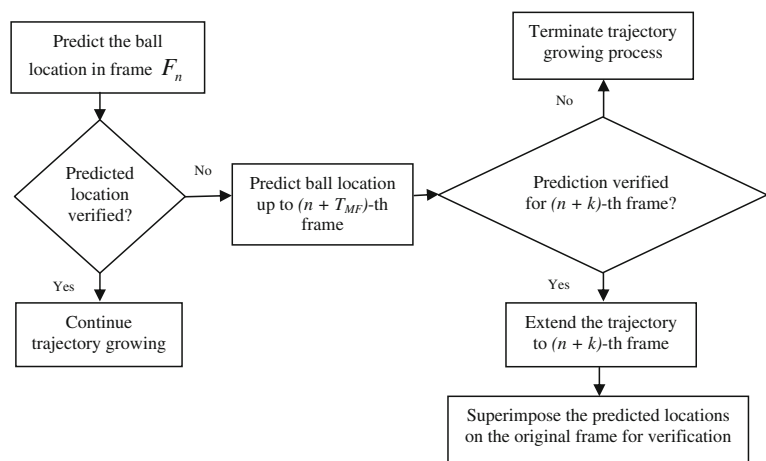 Predict the ball
location in frame Fn
Predicted
location
verified?
No
Yes
Continue
trajectory growing
Predict ball location
up to (n + TMF)-th
frame
Terminate trajectory
growing process
No
Prediction verified
for (n + k)-th frame?
Yes
Extend the trajectory
to (n + k)-th frame
Superimpose the predicted locations
on the original frame for verification